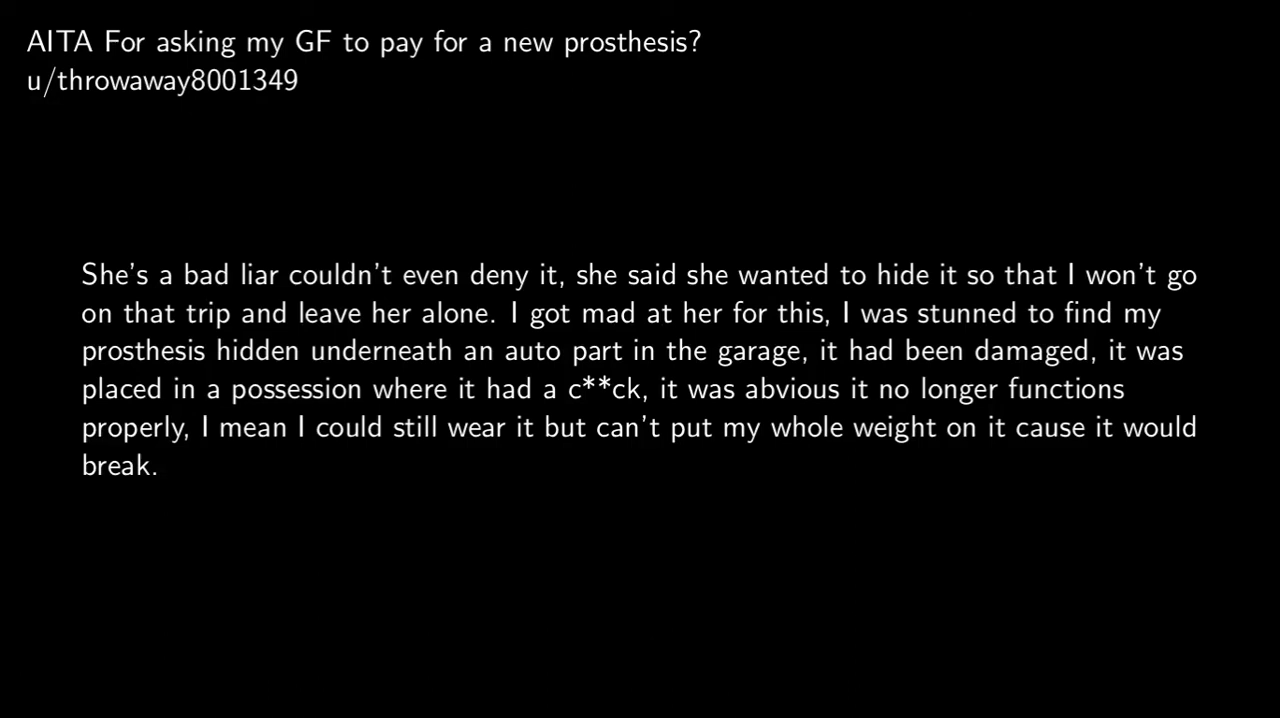 AITA For asking my GF to pay for a new prosthesis?
u/throwaway8001349
She's a bad liar couldn't even deny it, she said she wanted to hide it so that I won't go
on that trip and leave her alone. I got mad at her for this, I was stunned to find my
prosthesis hidden underneath an auto part in the garage, it had been damaged, it was
placed in a possession where it had a c**ck, it was abvious it no longer functions
properly, I mean I could still wear it but can't put my whole weight on it cause it would
break.